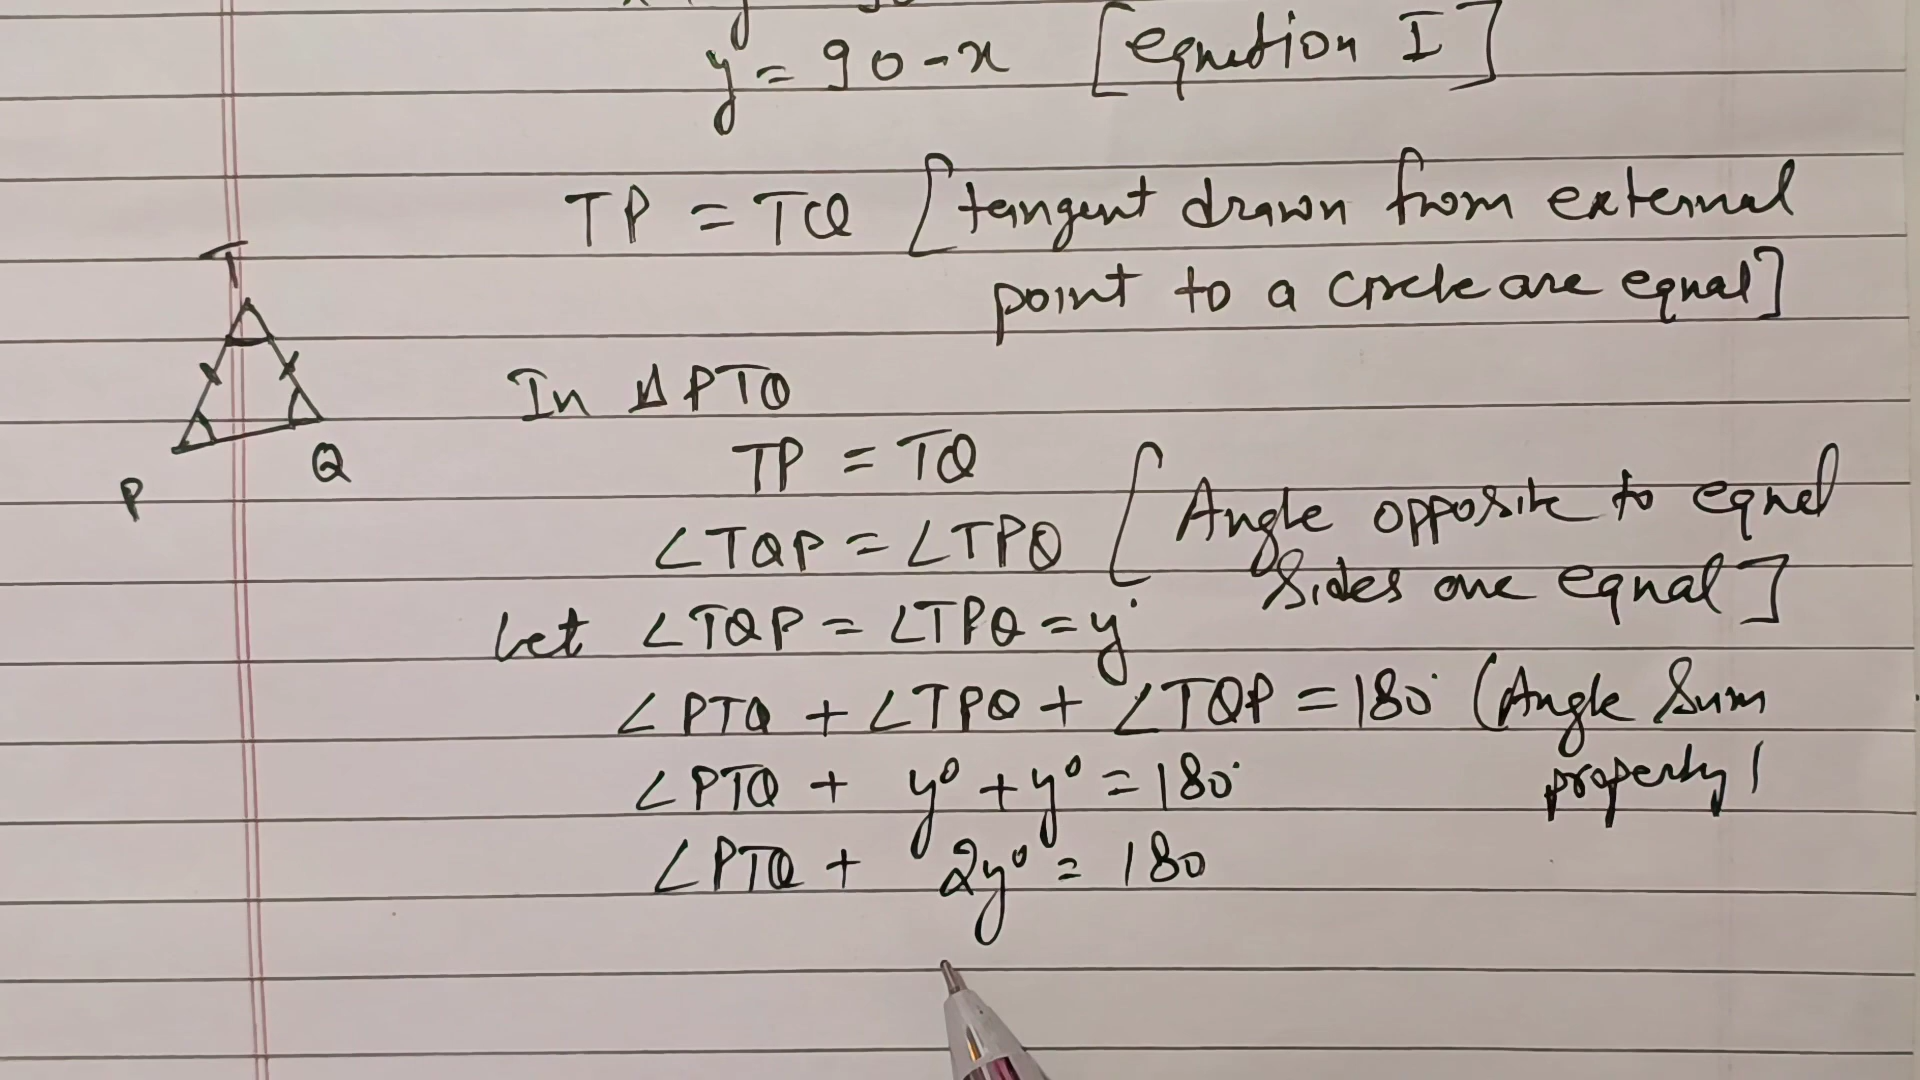 y = 90 - x [equation I]
TP = TQ [tangent drawn from external
point to a circle are equal]
T
In Δ PTQ
TP = TQ
Q
P
∠TQP = ∠TPQ [Angle opposite to equal
sides are equal]
Let ∠TQP = ∠TPQ = y°
∠PTQ + ∠TPQ + ∠TQP = 180° (Angle Sum
property)
∠PTQ + y° + y° = 180°
∠PTQ + 2y° = 180